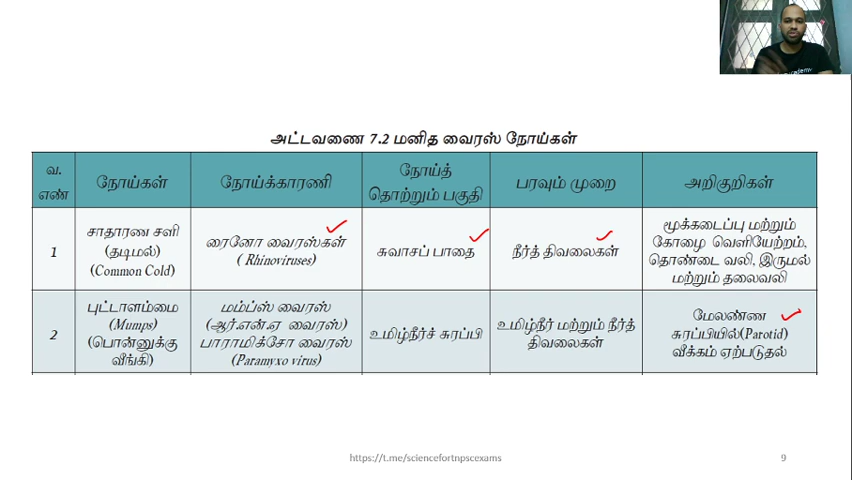 அட்டவணை 7.2 மனித வைரஸ் நோய்கள்
வ.
எண்
நோய்கள்
நோய்க்காரணி
நோய்த்
தொற்றும் பகுதி
பரவும் முறை
அறிகுறிகள்
1
சாதாரண சளி
(தடிமல்)
(Common Cold)
ரைனோ வைரஸ்கள்
( Rhinoviruses)
சுவாசப் பாதை
நீர்த் திவலைகள்
மூக்கடைப்பு மற்றும்
கோழை வெளியேற்றம்,
தொண்டை வலி, இருமல்
மற்றும் தலைவலி
2
புட்டாளம்மை
(Mumps)
(பொன்னுக்கு
வீங்கி)
மம்ப்ஸ் வைரஸ்
(ஆர்.என்.ஏ வைரஸ்)
பாராமிக்சோ வைரஸ்
(Paramyxo virus)
உமிழ்நீர்ச் சுரப்பி
உமிழ்நீர் மற்றும் நீர்த்
திவலைகள்
மேலண்ண
சுரப்பியில்(Parotid)
வீக்கம் ஏற்படுதல்
https://t.me/sciencefortnpscexams
9